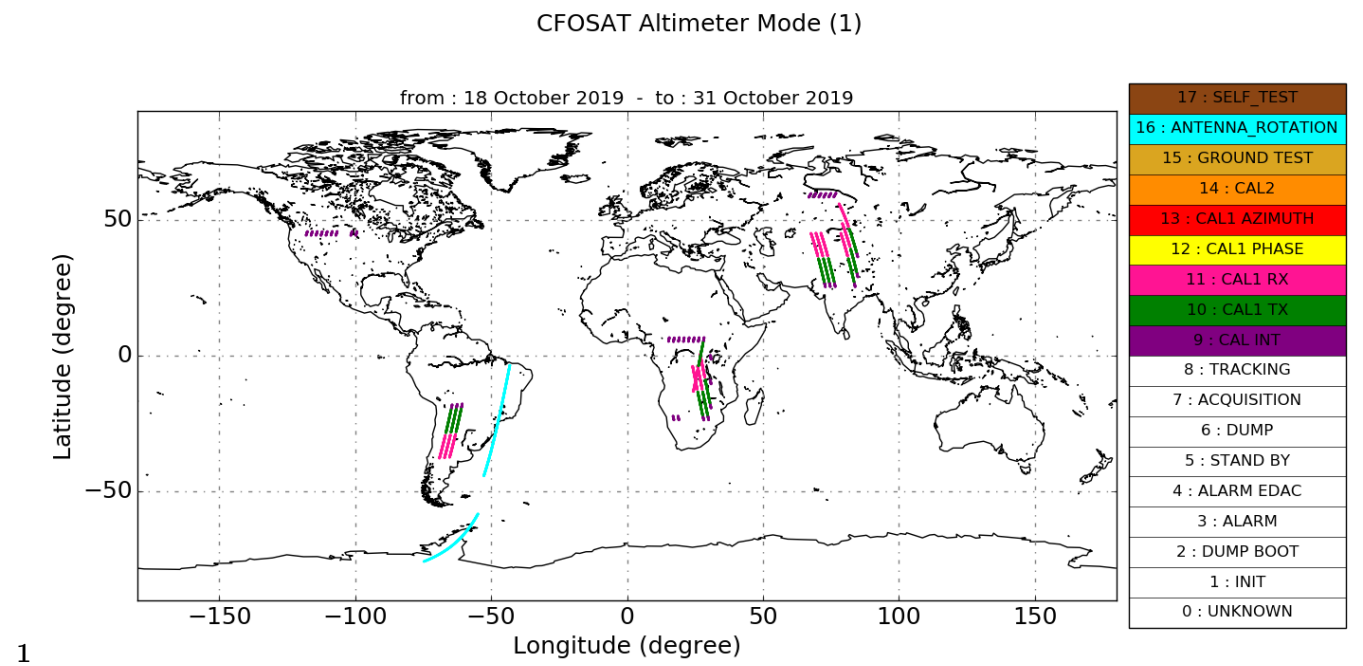 CFOSAT Altimeter Mode (1)
from : 18 October 2019 - to : 31 October 2019
17 : SELF_TEST
16 : ANTENNA_ROTATION
15 : GROUND TEST
14 : CAL2
13 : CAL1 AZIMUTH
12 : CAL1 PHASE
11 : CAL1 RX
10 : CAL1 TX
9 : CAL INT
8 : TRACKING
7 : ACQUISITION
6 : DUMP
5 : STAND BY
4 : ALARM EDAC
3 : ALARM
2 : DUMP BOOT
1 : INIT
0 : UNKNOWN
Latitude (degree)
50
0
−50
−150 −100 −50 0 50 100 150
Longitude (degree)
1